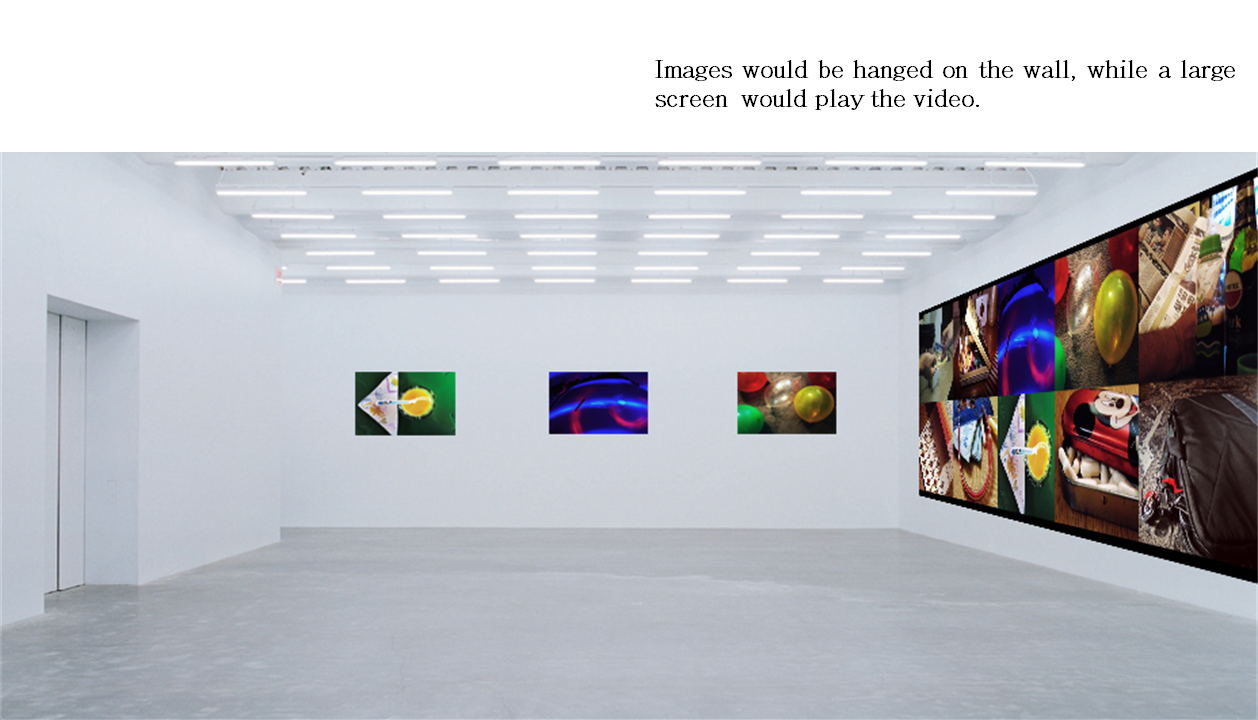 Images would be hanged on the wall, while a large
screen would play the video.